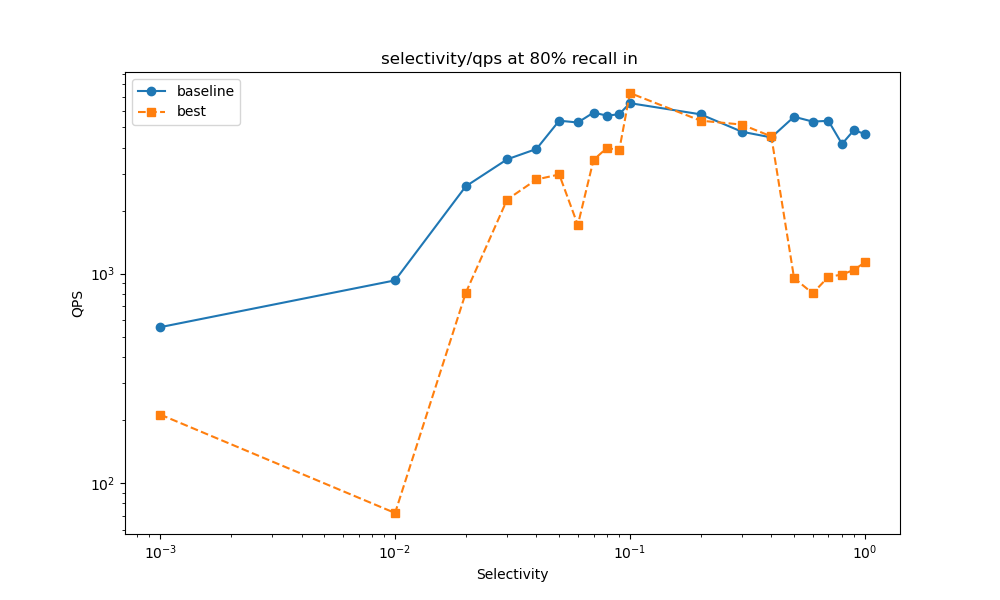 selectivity/qps at 80% recall in
baseline
best
10³
10²
QPS
10⁻³
10⁻²
10⁻¹
10⁰
Selectivity